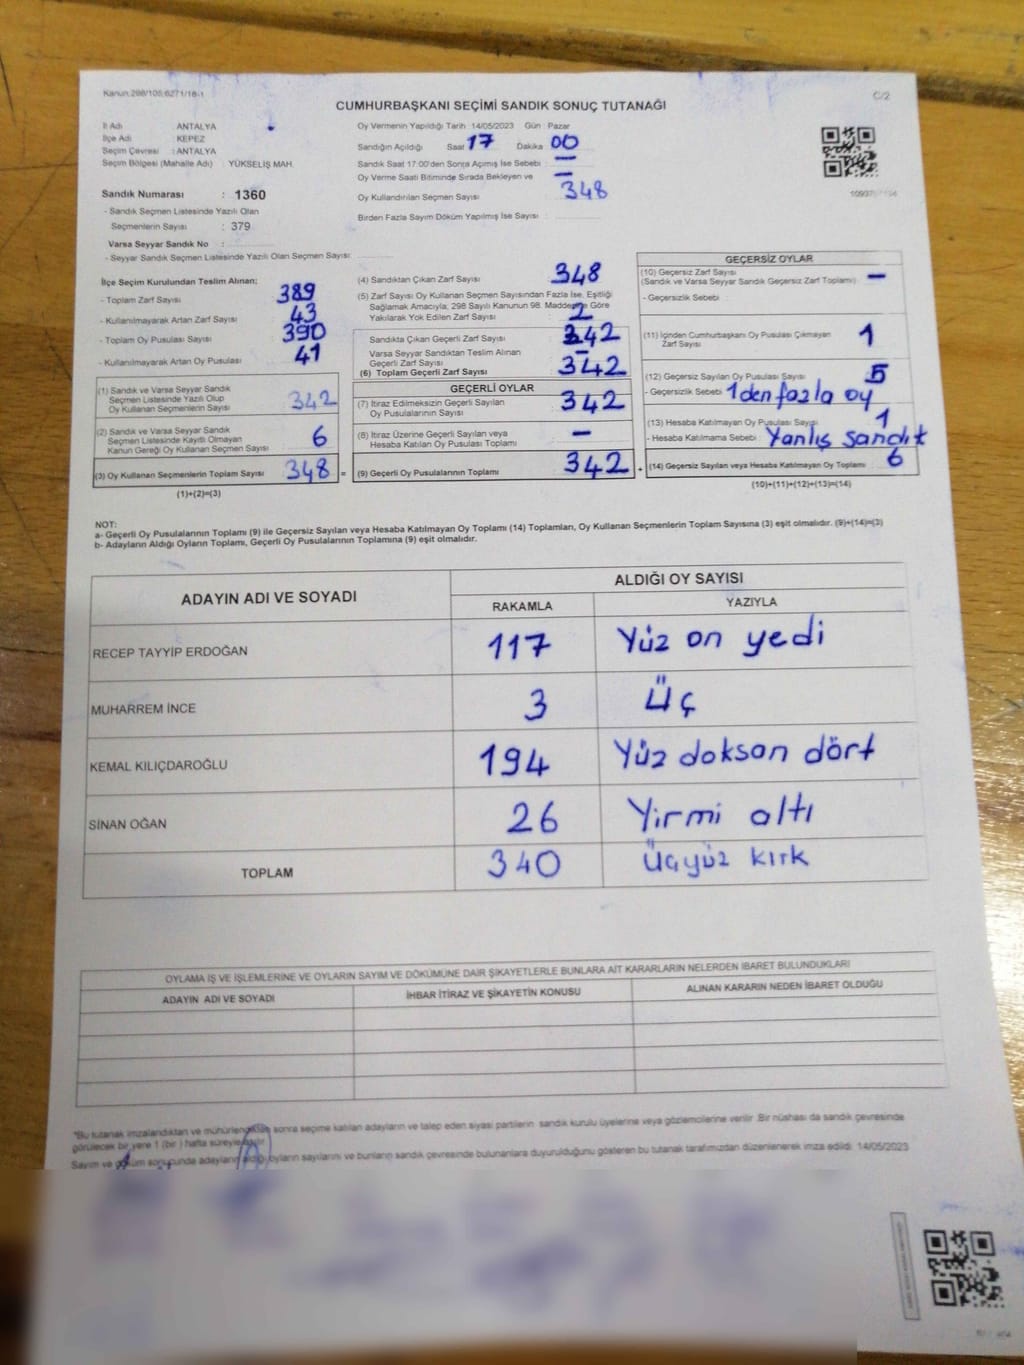 Kanun:298/105;6271/18-1
C/2
CUMHURBAŞKANI SEÇİMİ SANDIK SONUÇ TUTANAĞI
İl Adı ANTALYA
İlçe Adı KEPEZ
Seçim Çevresi : ANTALYA
Seçim Bölgesi (Mahalle Adı) : YÜKSELİŞ MAH.
Sandık Numarası : 1360
- Sandık Seçmen Listesinde Yazılı Olan
Seçmenlerin Sayısı : 379
Varsa Seyyar Sandık No :
- Seyyar Sandık Seçmen Listesinde Yazılı Olan Seçmen Sayısı:
Oy Vermenin Yapıldığı Tarih :14/05/2023 Gün : Pazar
Sandığın Açıldığı Saat 17 Dakika 00
Sandık Saat 17:00'den Sonra Açımış İse Sebebi : —
Oy Verme Saati Bitiminde Sırada Bekleyen ve —
Oy Kullandırılan Seçmen Sayısı 348
Birden Fazla Sayım Döküm Yapılmış İse Sayısı :
İlçe Seçim Kurulundan Teslim Alınan:
- Toplam Zarf Sayısı 389
- Kullanılmayarak Artan Zarf Sayısı 43
- Toplam Oy Pusulası Sayısı 390
- Kullanılmayarak Artan Oy Pusulası 41
(1) Sandık ve Varsa Seyyar Sandık
Seçmen Listesinde Yazılı Olup
Oy Kullanan Seçmenlerin Sayısı 342
(2) Sandık ve Varsa Seyyar Sandık
Seçmen Listesinde Kayıtlı Olmayan
Kanun Gereği Oy Kullanan Seçmen Sayısı 6
(3) Oy Kullanan Seçmenlerin Toplam Sayısı 348 =
(1)+(2)=(3)
(4) Sandıktan Çıkan Zarf Sayısı 348
(5) Zarf Sayısı Oy Kullanan Seçmen Sayısından Fazla İse, Eşitliği
Sağlamak Amacıyla, 298 Sayılı Kanunun 98. Maddesine Göre
Yakılarak Yok Edilen Zarf Sayısı : 2
Sandıkta Çıkan Geçerli Zarf Sayısı 342
Varsa Seyyar Sandıktan Teslim Alınan
Geçerli Zarf Sayısı —
(6) Toplam Geçerli Zarf Sayısı 342
GEÇERLİ OYLAR
(7) İtiraz Edilmeksizin Geçerli Sayılan
Oy Pusulalarının Sayısı 342
(8) İtiraz Üzerine Geçerli Sayılan veya
Hesaba Katılan Oy Pusulası Toplamı —
(9) Geçerli Oy Pusulalarının Toplamı 342 +
GEÇERSİZ OYLAR
(10) Geçersiz Zarf Sayısı
(Sandık ve Varsa Seyyar Sandık Geçersiz Zarf Toplamı) : —
- Geçersizlik Sebebi :
(11) İçinden Cumhurbaşkanı Oy Pusulası Çıkmayan
Zarf Sayısı 1
(12) Geçersiz Sayılan Oy Pusulası Sayısı 5
- Geçersizlik Sebebi 1den fazla oy
(13) Hesaba Katılmayan Oy Pusulası Sayısı 1
- Hesaba Katılmama Sebebi : Yanlış sandık
(14) Geçersiz Sayılan veya Hesaba Katılmayan Oy Toplamı 6
(10)+(11)+(12)+(13)=(14)
NOT:
a- Geçerli Oy Pusulalarının Toplamı (9) ile Geçersiz Sayılan veya Hesaba Katılmayan Oy Toplamı (14) Toplamları, Oy Kullanan Seçmenlerin Toplam Sayısına (3) eşit olmalıdır. (9)+(14)=(3)
b- Adayların Aldığı Oyların Toplamı, Geçerli Oy Pusulalarının Toplamına (9) eşit olmalıdır.
ADAYIN ADI VE SOYADI
ALDIĞI OY SAYISI
RAKAMLA YAZIYLA
RECEP TAYYİP ERDOĞAN 117 Yüz on yedi
MUHARREM İNCE 3 Üç
KEMAL KILIÇDAROĞLU 194 Yüz doksan dört
SİNAN OĞAN 26 Yirmi altı
TOPLAM 340 Üçyüz kırk
OYLAMA İŞ VE İŞLEMLERİNE VE OYLARIN SAYIM VE DÖKÜMÜNE DAİR ŞİKAYETLERLE BUNLARA AİT KARARLARIN NELERDEN İBARET BULUNDUKLARI
ADAYIN ADI VE SOYADI İHBAR İTİRAZ VE ŞİKAYETİN KONUSU ALINAN KARARIN NEDEN İBARET OLDUĞU
*Bu tutanak imzalandıktan ve mühürlendikten sonra seçime katılan adayların ve talep eden siyasi partilerin sandık kurulu üyelerine veya gözlemcilerine verilir. Bir nüshası da sandık çevresinde
görülecek bir yere 1 (bir) hafta süreyle asılır.
Sayım ve döküm sonucunda adayların aldığı oyların sayılarını ve bunların sandık çevresinde bulunanlara duyurulduğunu gösteren bu tutanak tarafımızdan düzenlenerek imza edildi. 14/05/2023